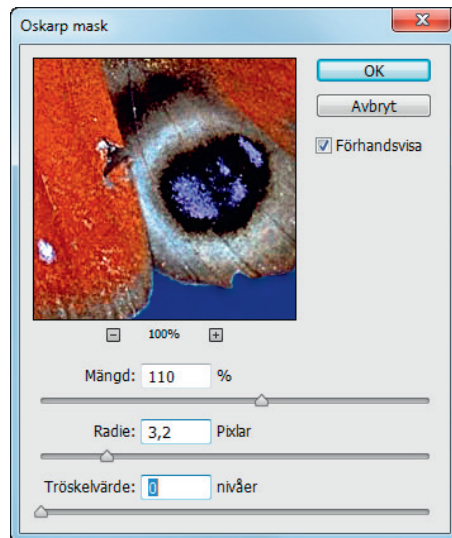 Oskarp mask
OK
Avbryt
Förhandsvisa
100%
Mängd: 110 %
Radie: 3,2 Pixlar
Tröskelvärde: 0 nivåer